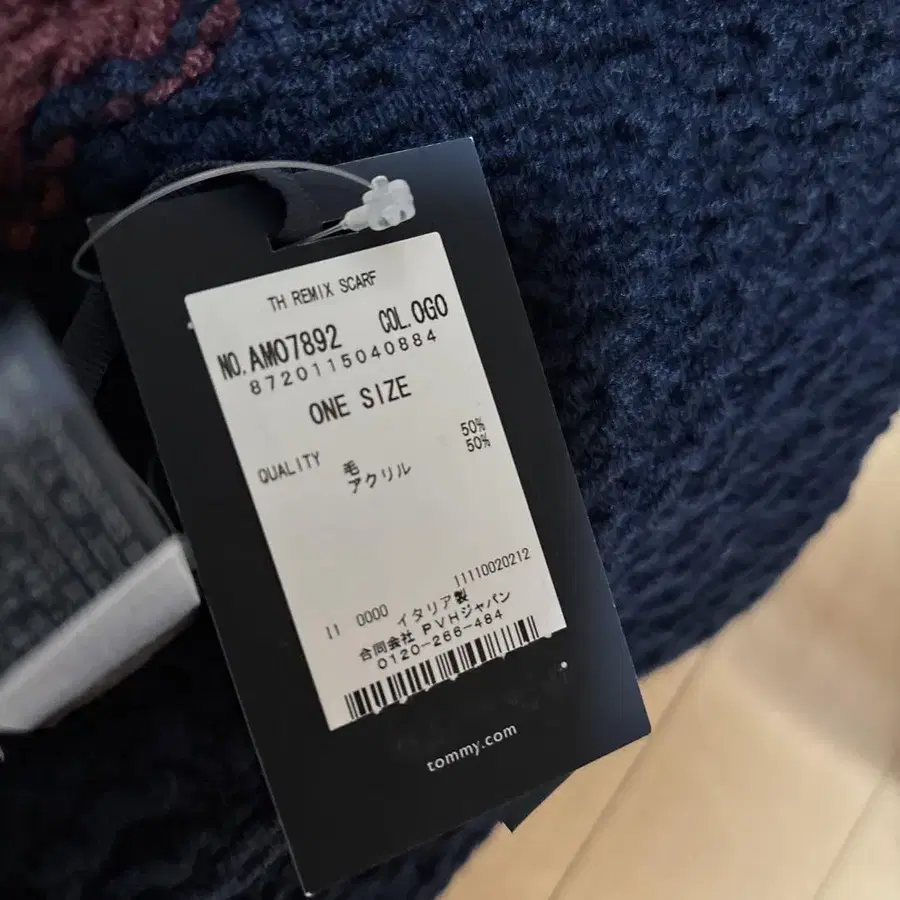 TH REMIX SCARF
NO. AM07892 COL. 0G0
8720115040884
ONE SIZE
QUALITY 毛 50%
アクリル 50%
11110020212
11 0000 イタリア製
合同会社 PVHジャパン
0120-266-484
tommy.com